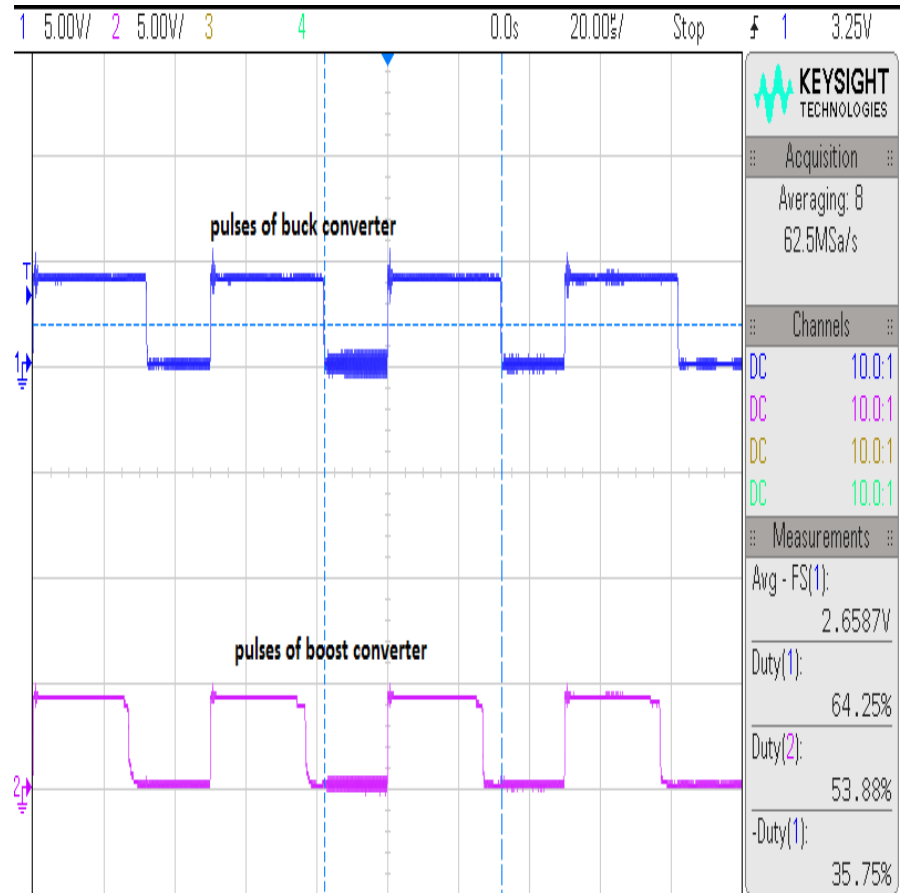 1 5.00V/ 2 5.00V/ 3 4 0.0s 20.00µs/ Stop 1 3.25V
KEYSIGHT
TECHNOLOGIES
Acquisition
Averaging: 8
62.5MSa/s
pulses of buck converter
T
1
Channels
DC 10.0:1
DC 10.0:1
DC 10.0:1
DC 10.0:1
Measurements
Avg - FS(1):
2.6587V
pulses of boost converter
Duty(1):
64.25%
Duty(2):
53.88%
2
-Duty(1):
35.75%